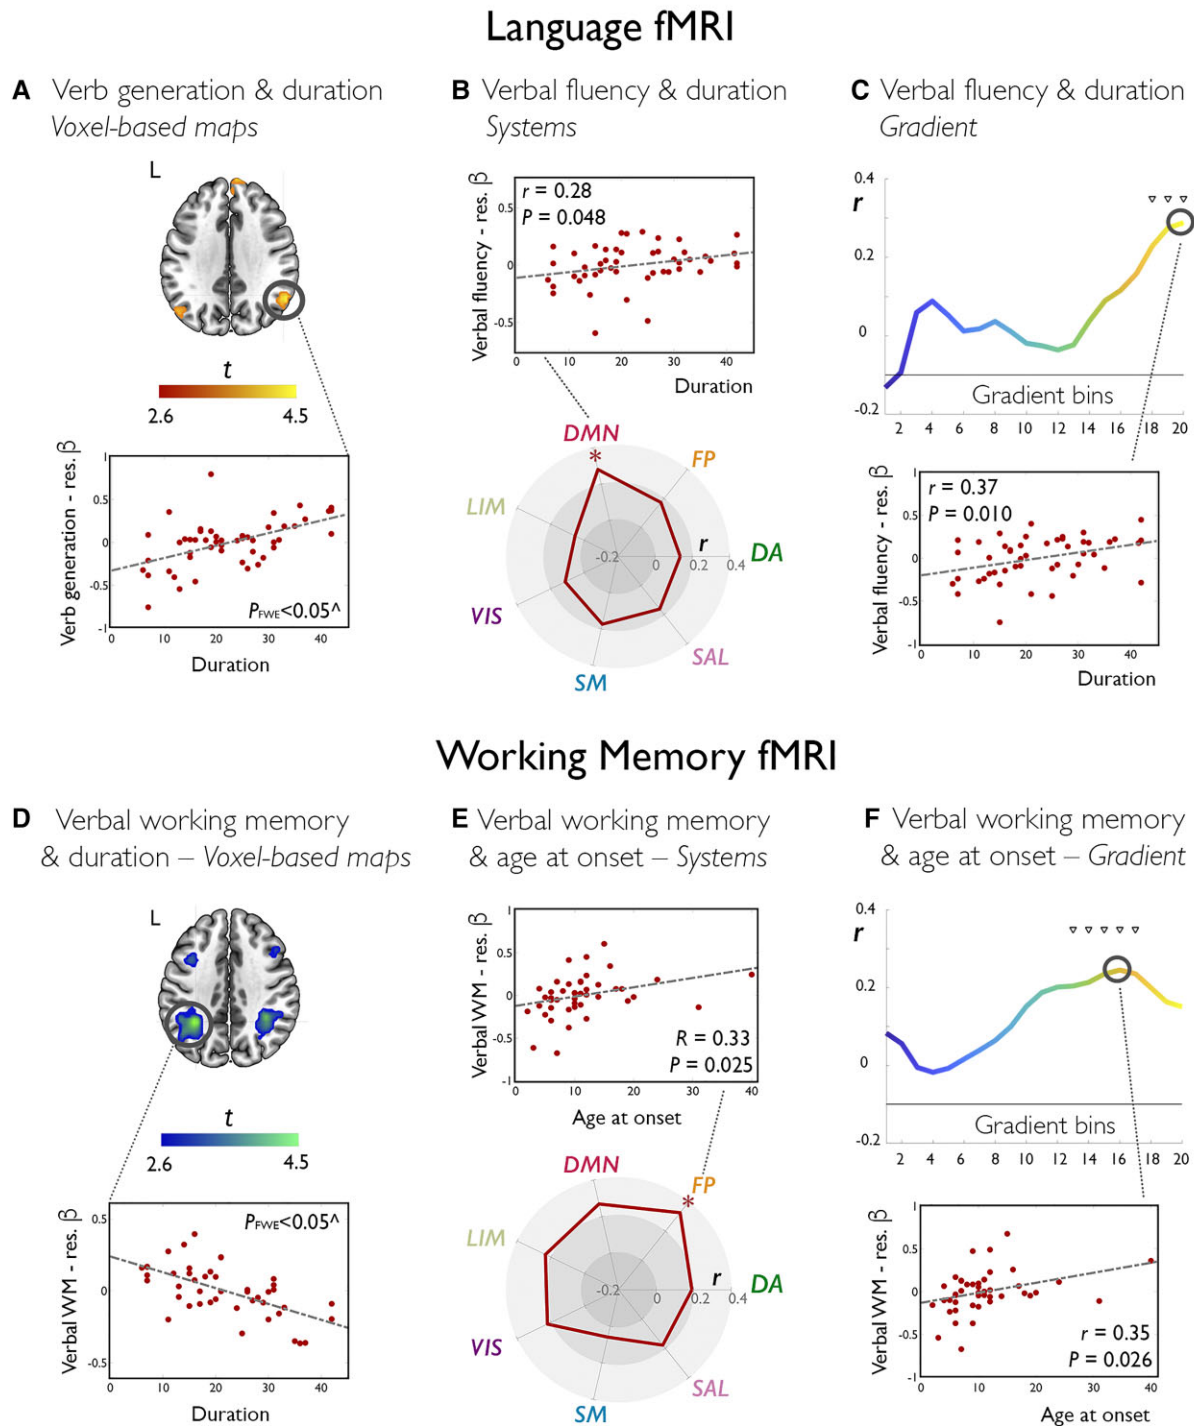 Language fMRI
A Verb generation & duration
Voxel-based maps
L
t
2.6 4.5
Verb generation - res. β
1
0.5
0
-0.5
-1
PFWE<0.05^
0 10 20 30 40
Duration
B Verbal fluency & duration
Systems
Verbal fluency - res. β
r = 0.28
P = 0.048
0.5
0
-0.5
0 10 20 30 40
Duration
DMN
*
FP
LIM
r
DA
-0.2 0 0.2 0.4
VIS
SAL
SM
C Verbal fluency & duration
Gradient
0.4
r
0.2
0
-0.2
Gradient bins
2 4 6 8 10 12 14 16 18 20
Verbal fluency - res. β
r = 0.37
P = 0.010
1
0.5
0
-0.5
-1
0 10 20 30 40
Duration
Working Memory fMRI
D Verbal working memory
& duration – Voxel-based maps
L
t
2.6 4.5
Verbal WM - res. β
PFWE<0.05^
0.5
0
-0.5
0 10 20 30 40
Duration
E Verbal working memory
& age at onset – Systems
Verbal WM - res. β
1
0.5
0
-0.5
-1
R = 0.33
P = 0.025
0 10 20 30 40
Age at onset
DMN
FP
*
LIM
r
DA
-0.2 0 0.2 0.4
VIS
SAL
SM
F Verbal working memory
& age at onset – Gradient
0.4
r
0.2
0
-0.2
Gradient bins
2 4 6 8 10 12 14 16 18 20
Verbal WM - res. β
1
0.5
0
-0.5
-1
r = 0.35
P = 0.026
0 10 20 30 40
Age at onset